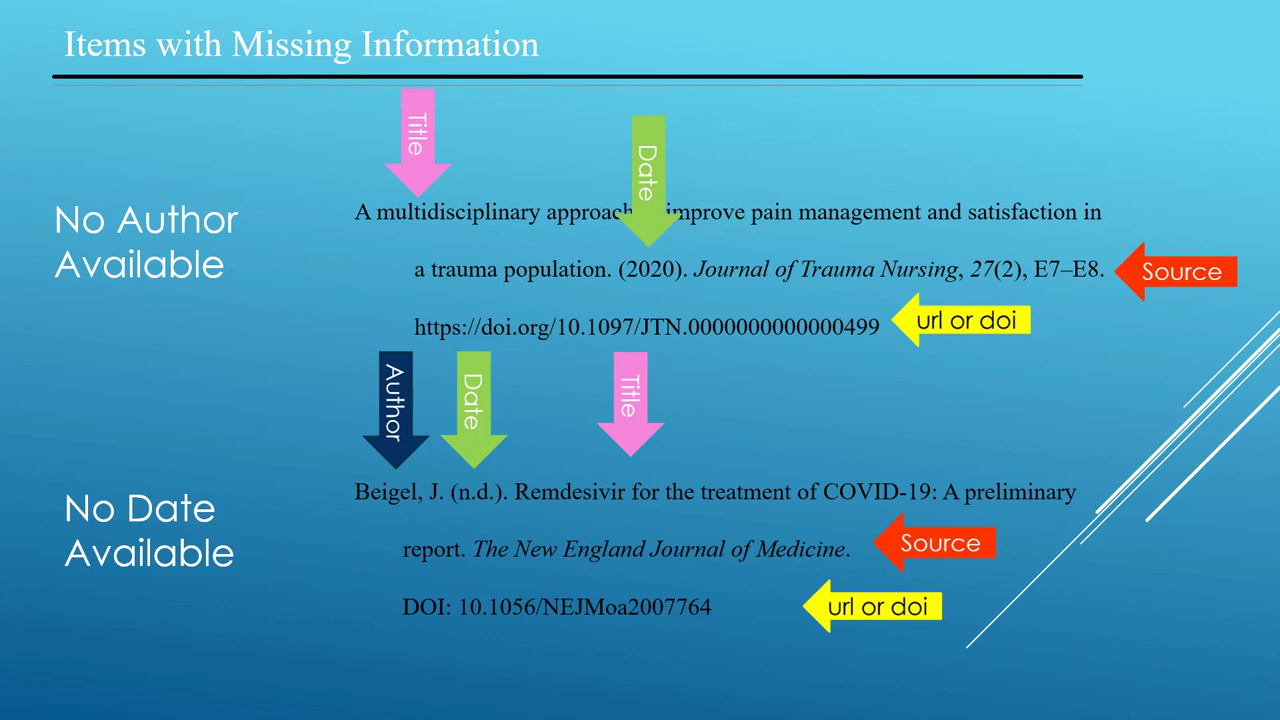 Items with Missing Information
Title
Date
No Author
Available
A multidisciplinary approach improve pain management and satisfaction in
a trauma population. (2020). Journal of Trauma Nursing, 27(2), E7–E8.
Source
https://doi.org/10.1097/JTN.0000000000000499
url or doi
Author
Date
Title
No Date
Available
Beigel, J. (n.d.). Remdesivir for the treatment of COVID-19: A preliminary
report. The New England Journal of Medicine.
Source
DOI: 10.1056/NEJMoa2007764
url or doi